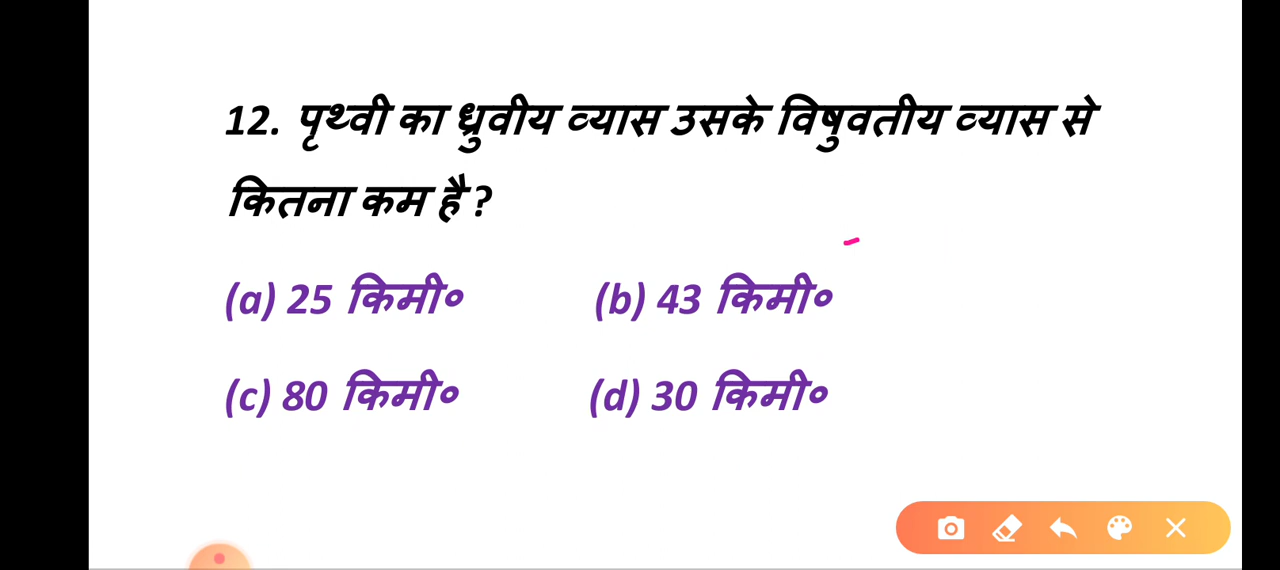 12. पृथ्वी का ध्रुवीय व्यास उसके विषुवतीय व्यास से
कितना कम है ?
(a) 25 किमी० (b) 43 किमी०
(c) 80 किमी० (d) 30 किमी०